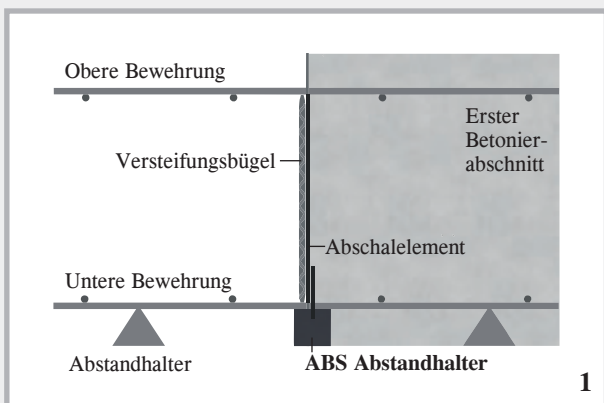 Obere Bewehrung
Erster
Betonier-
abschnitt
Versteifungsbügel
Abschalelement
Untere Bewehrung
Abstandhalter
ABS Abstandhalter
1